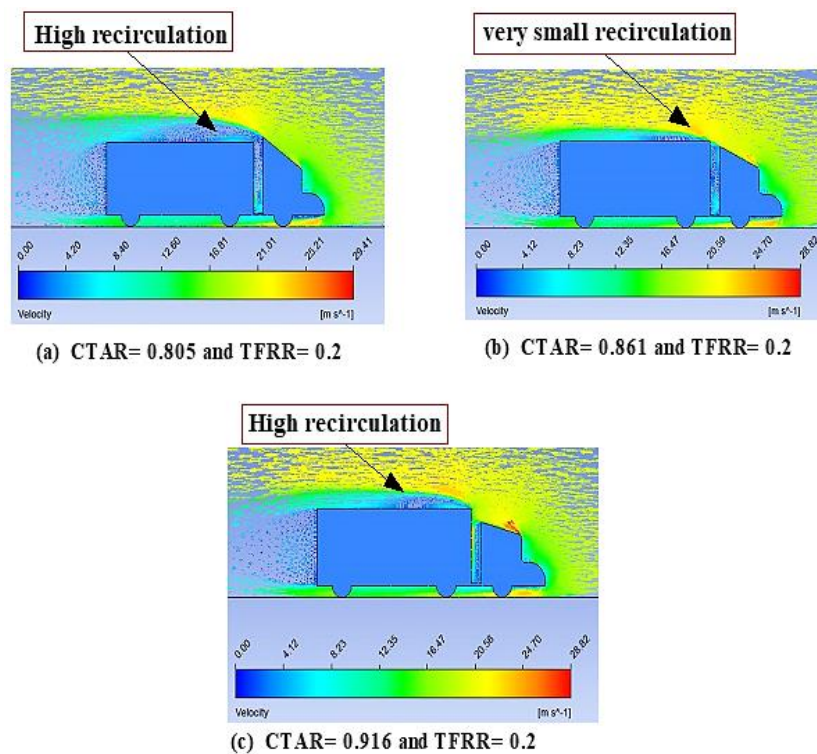 High recirculation
0.00 4.20 8.40 12.60 16.81 21.01 25.21 29.41
Velocity [m s^-1]
(a) CTAR= 0.805 and TFRR= 0.2
very small recirculation
0.00 4.12 8.23 12.35 16.47 20.59 24.70 28.82
Velocity [m s^-1]
(b) CTAR= 0.861 and TFRR= 0.2
High recirculation
0.00 4.12 8.23 12.35 16.47 20.58 24.70 28.82
Velocity [m s^-1]
(c) CTAR= 0.916 and TFRR= 0.2